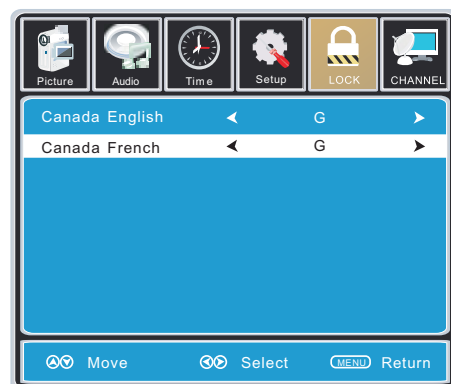 Picture Audio Time Setup LOCK CHANNEL
Canada English G
Canada French G
Move Select MENU Return